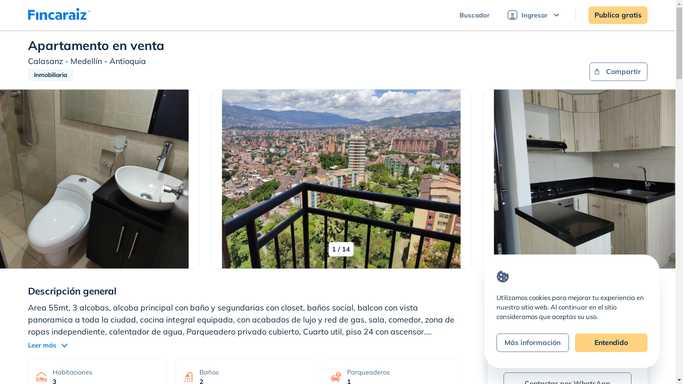 Fincaraiz
Buscador
Ingresar
Publica gratis
Apartamento en venta
Calasanz - Medellín - Antioquia
Inmobiliaria
Compartir
1 / 14
Descripción general
Area 55mt, 3 alcobas, alcoba principal con baño y segundarias con closet, baños social, balcon con vista
panoramica a toda la ciudad, cocina integral equipada, con acabados de lujo y red de gas, sala, comedor, zona de
ropas independiente, calentador de agua, Parqueadero privado cubierto, Cuarto util, piso 24 con ascensor....
Leer más
Habitaciones
3
Baños
2
Parqueaderos
1
Utilizamos cookies para mejorar tu experiencia en
nuestro sitio web. Al continuar en el sitio
consideramos que aceptas su uso.
Más información
Entendido
Contactar por WhatsApp